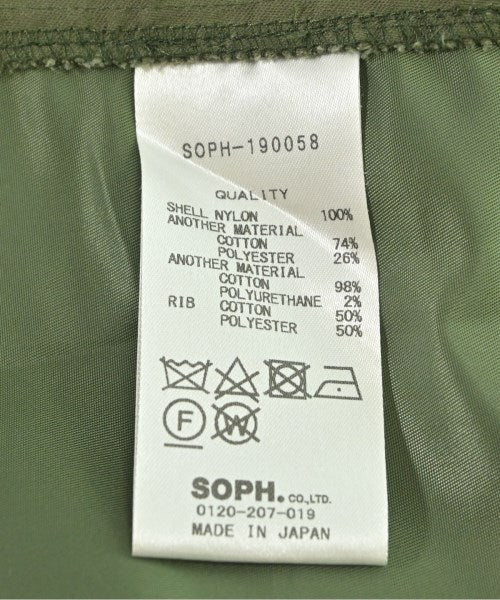 SOPH-190058
QUALITY
SHELL NYLON 100%
ANOTHER MATERIAL
COTTON 74%
POLYESTER 26%
ANOTHER MATERIAL
COTTON 98%
POLYURETHANE 2%
RIB COTTON 50%
POLYESTER 50%
F W
SOPH. CO.,LTD.
0120-207-019
MADE IN JAPAN